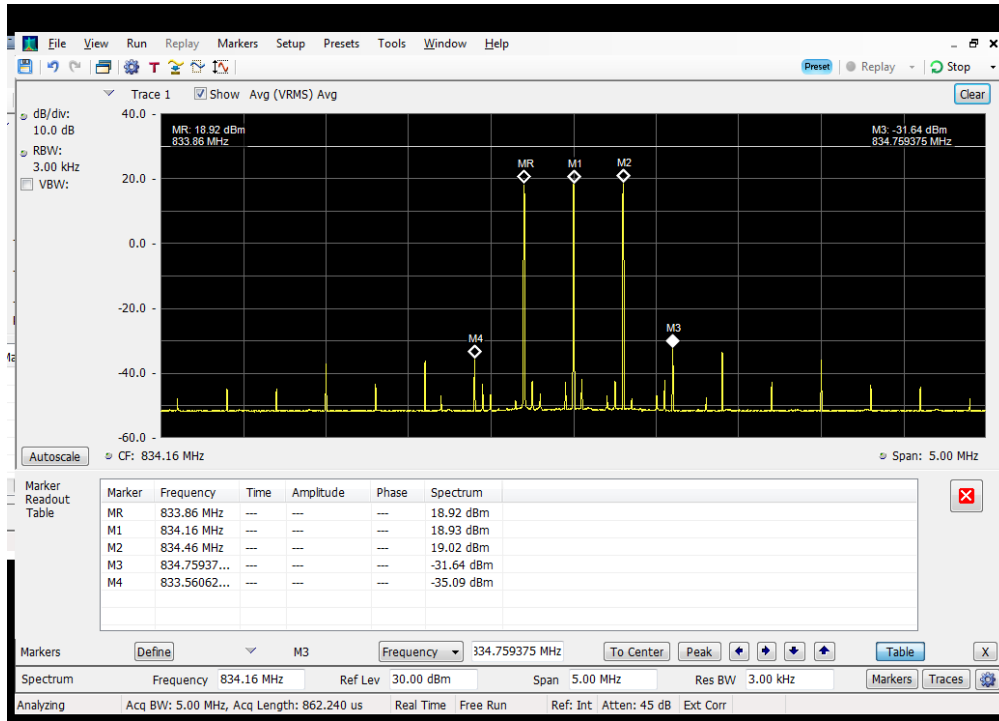 File View Run Replay Markers Setup Presets Tools Window Help
Preset Replay Stop
Trace 1 Show Avg (VRMS) Avg Clear
dB/div:
10.0 dB
RBW:
3.00 kHz
VBW:
40.0
20.0
0.0
-20.0
-40.0
-60.0
MR: 18.92 dBm
833.86 MHz
M3: -31.64 dBm
834.759375 MHz
MR M1 M2
M3
M4
Autoscale CF: 834.16 MHz Span: 5.00 MHz
Marker
Readout
Table
Marker Frequency Time Amplitude Phase Spectrum
MR 833.86 MHz --- --- --- 18.92 dBm
M1 834.16 MHz --- --- --- 18.93 dBm
M2 834.46 MHz --- --- --- 19.02 dBm
M3 834.75937... --- --- --- -31.64 dBm
M4 833.56062... --- --- --- -35.09 dBm
Markers Define M3 Frequency 334.759375 MHz To Center Peak Table X
Spectrum Frequency 834.16 MHz Ref Lev 30.00 dBm Span 5.00 MHz Res BW 3.00 kHz Markers Traces
Analyzing Acq BW: 5.00 MHz, Acq Length: 862.240 us Real Time Free Run Ref: Int Atten: 45 dB Ext Corr